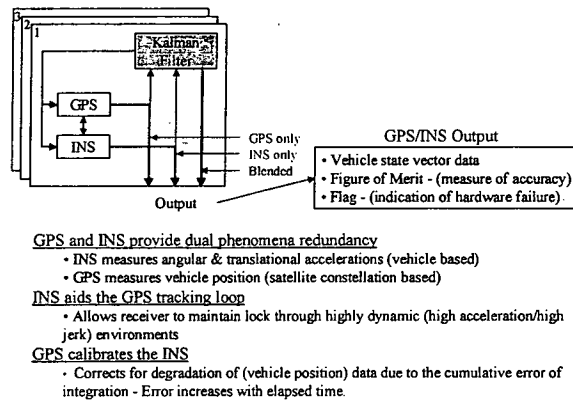 3
2
1
Kalman
Filter
GPS
INS
GPS only
INS only
Blended
Output
GPS/INS Output
• Vehicle state vector data
• Figure of Merit - (measure of accuracy)
• Flag - (indication of hardware failure)
GPS and INS provide dual phenomena redundancy
• INS measures angular & translational accelerations (vehicle based)
• GPS measures vehicle position (satellite constellation based)
INS aids the GPS tracking loop
• Allows receiver to maintain lock through highly dynamic (high acceleration/high
jerk) environments
GPS calibrates the INS
• Corrects for degradation of (vehicle position) data due to the cumulative error of
integration - Error increases with elapsed time.